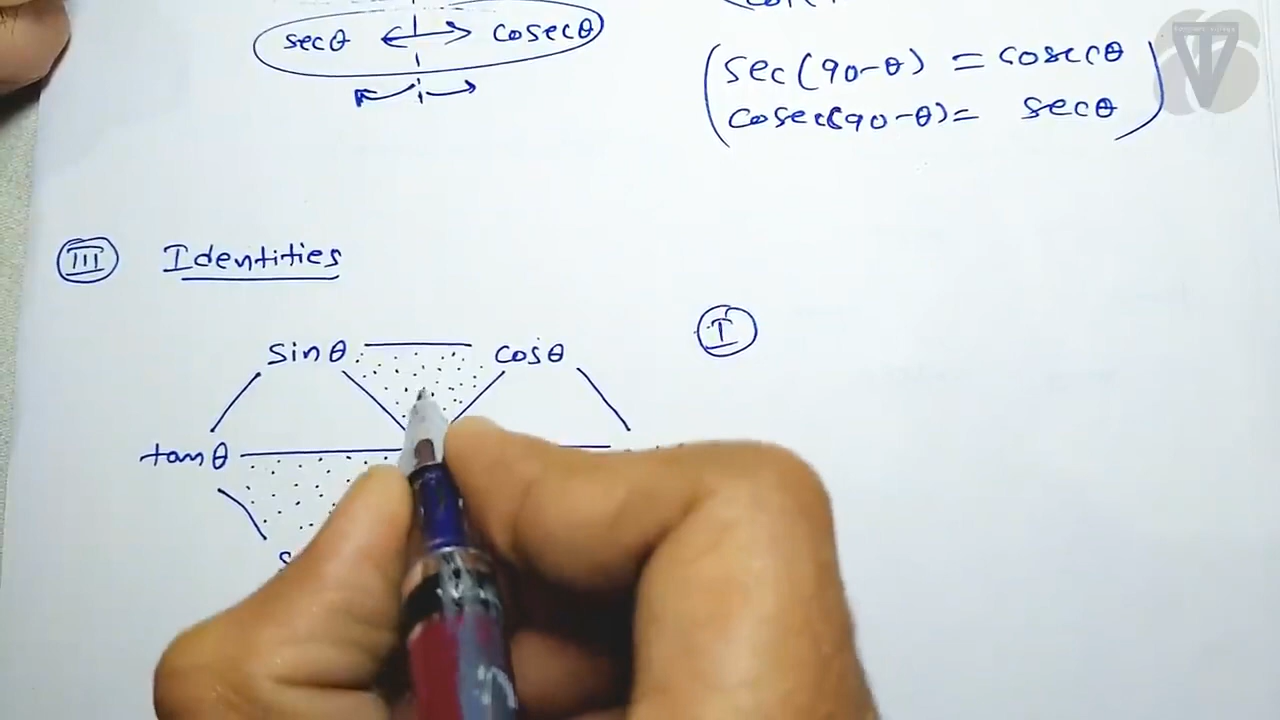 secθ ⟷ cosecθ
sec(90-θ) = cosecθ
cosec(90-θ) = secθ
III Identities
I
sinθ cosθ
tanθ